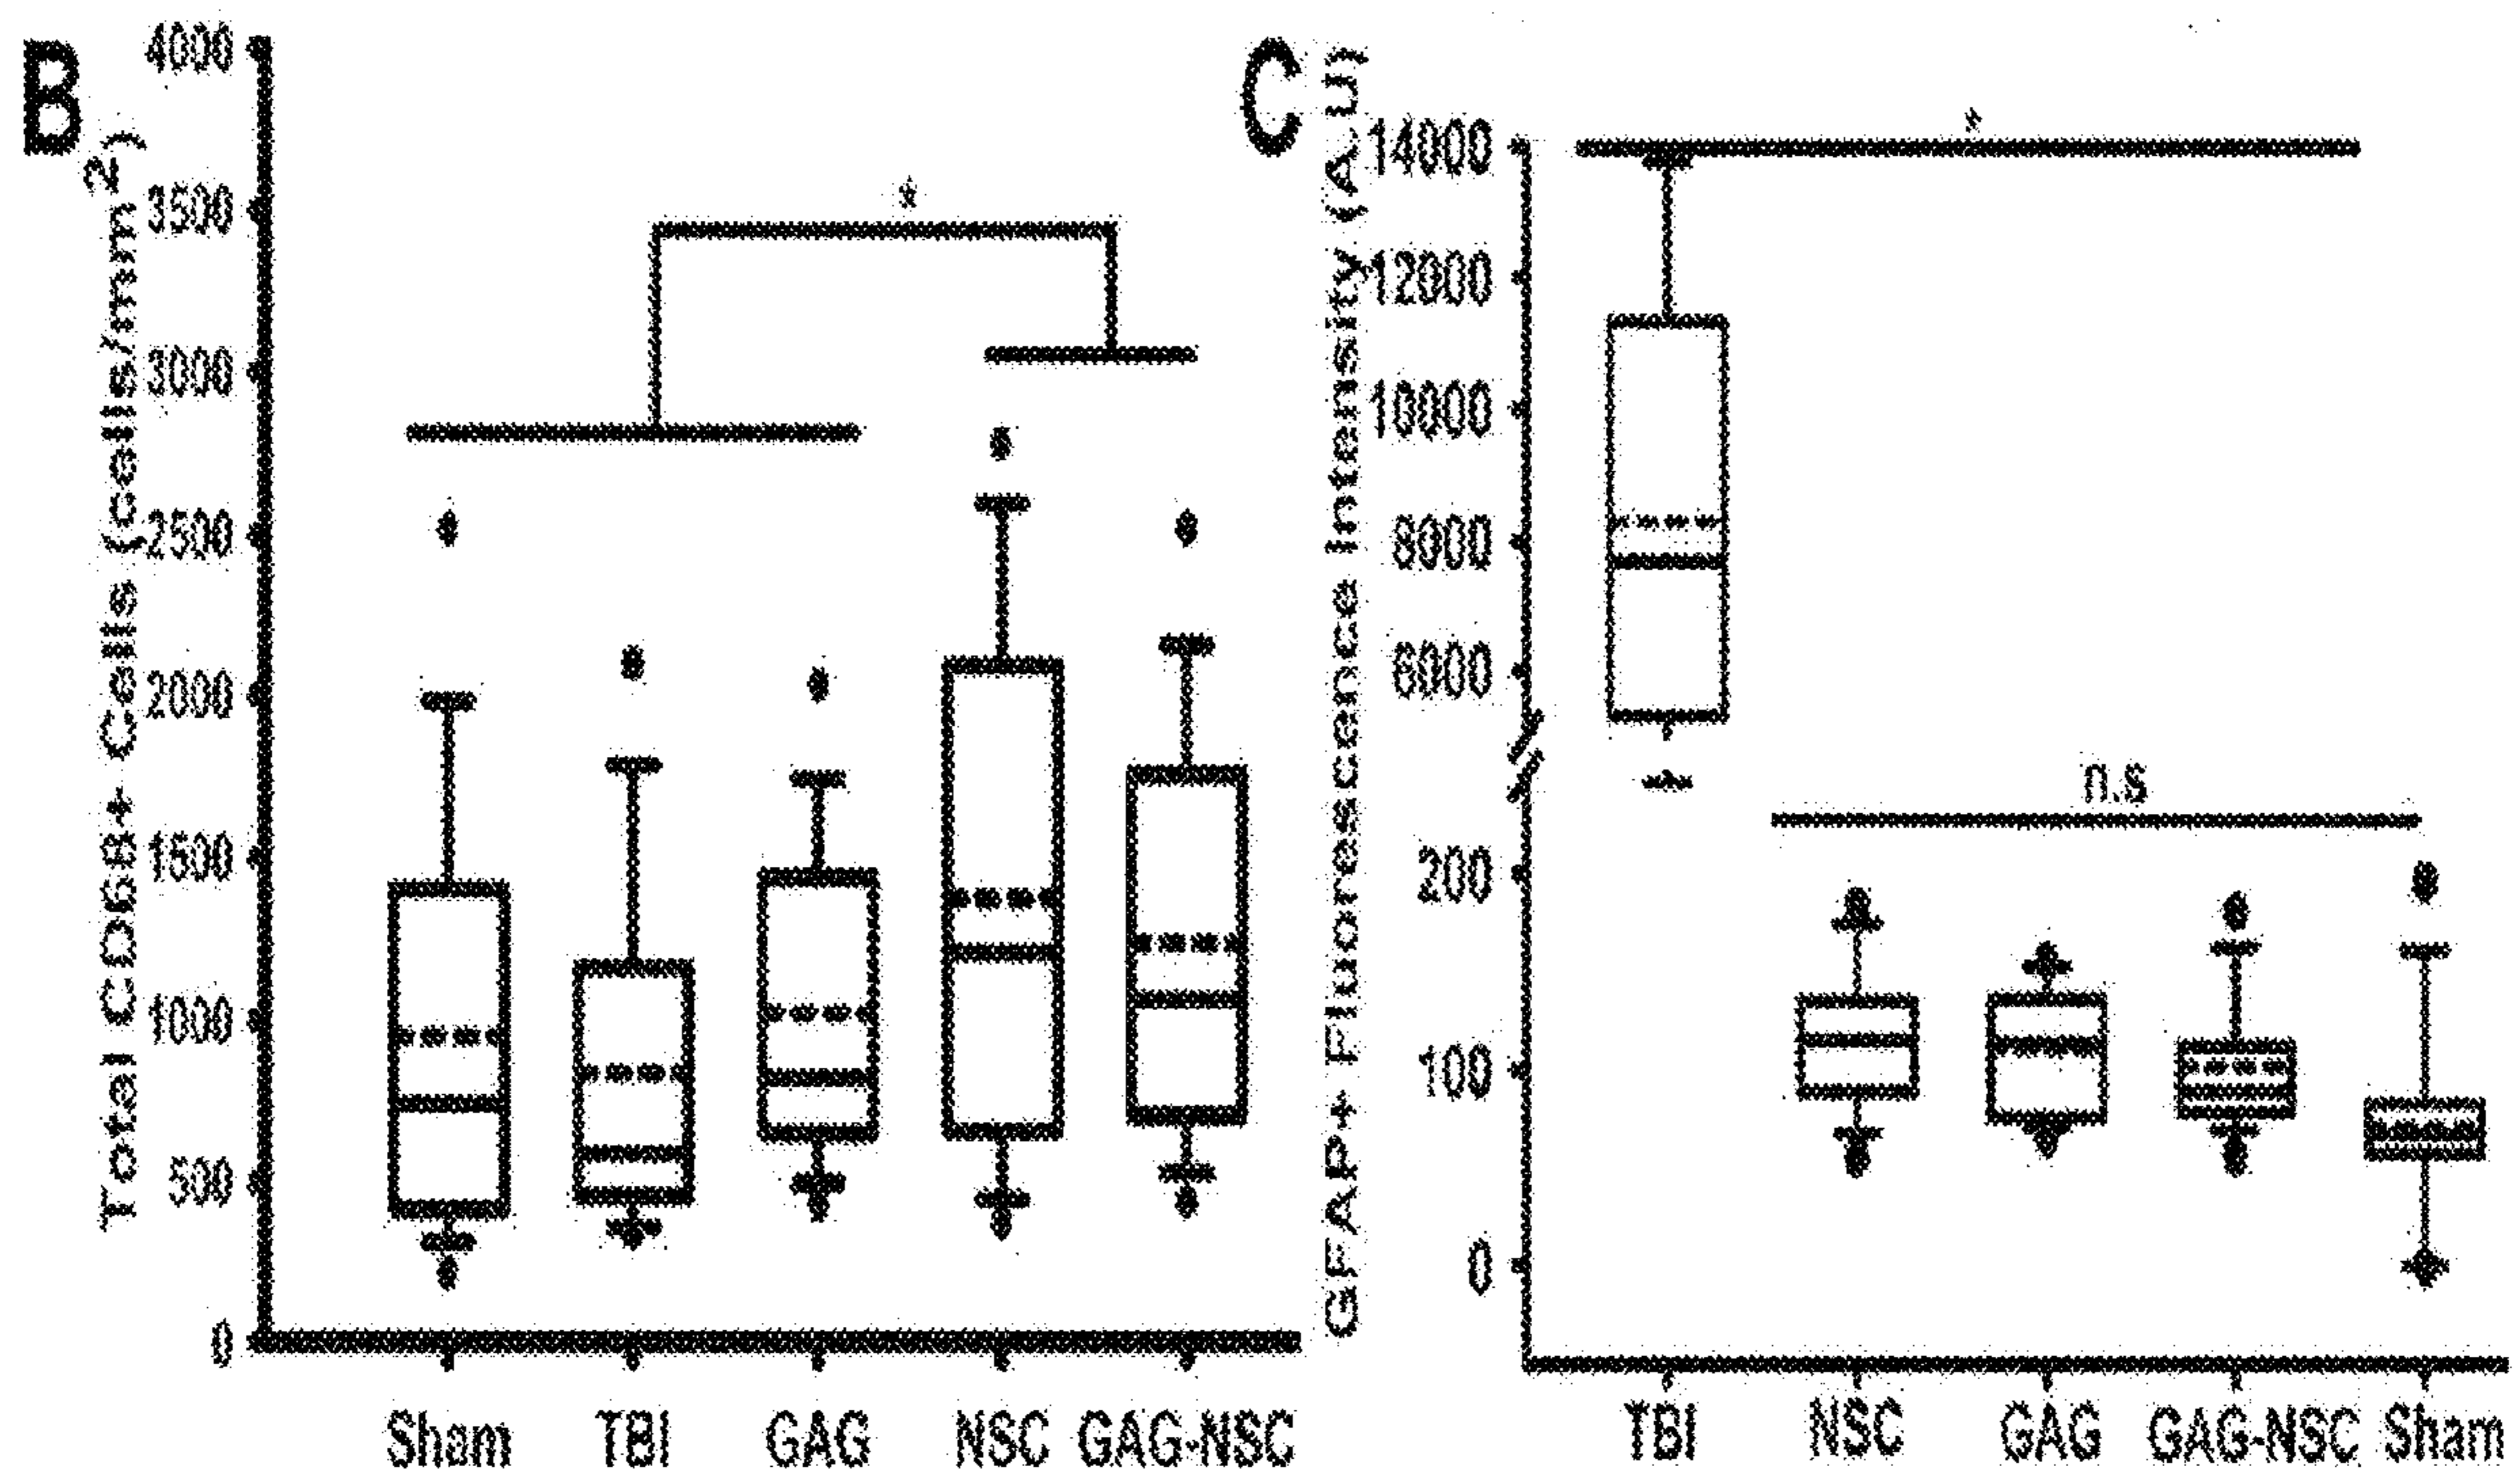 B
Total CD68+ Cells (cells/mm²)
4000
3500
3000
2500
2000
1500
1000
500
0
*
Sham TBI GAG NSC GAG-NSC
C
GFAP+ Fluorescence Intensity (A.U)
14000
12000
10000
8000
6000
200
100
0
*
n.s
TBI NSC GAG GAG-NSC Sham